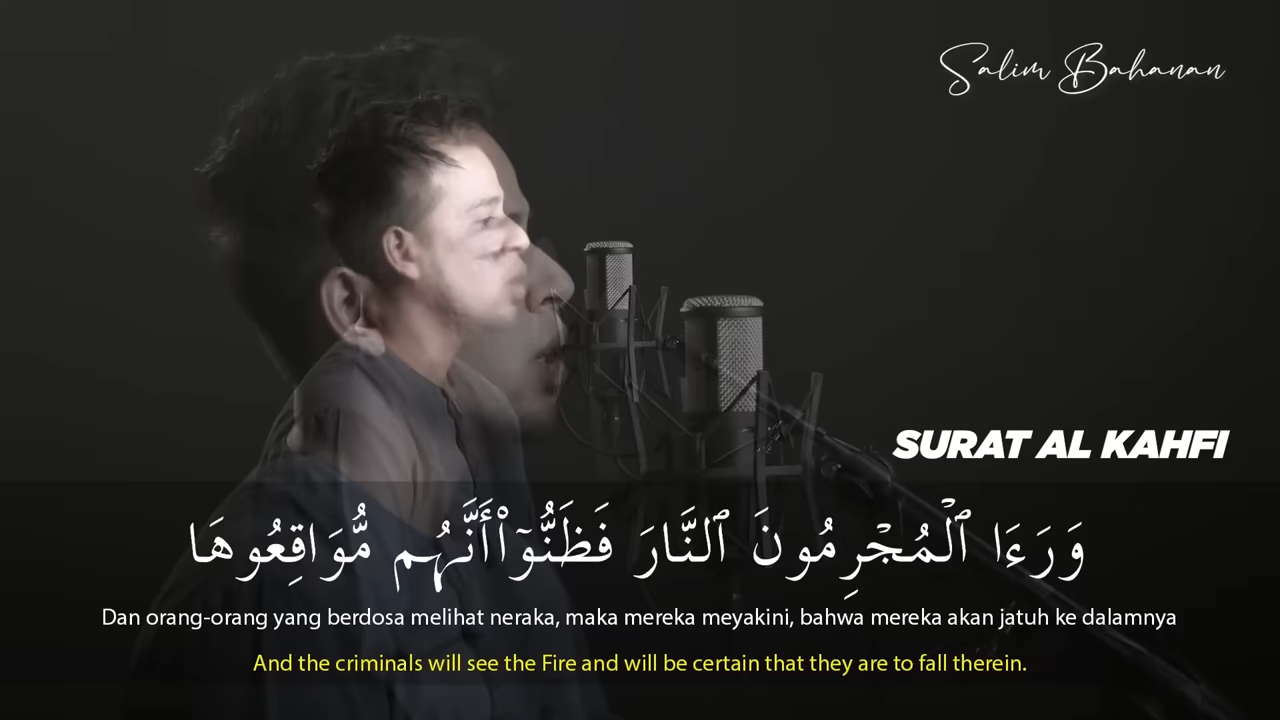 Salim Bahanan
SURAT AL KAHFI
وَرَءَا ٱلْمُجْرِمُونَ ٱلنَّارَ فَظَنُّوٓا۟ أَنَّهُم مُّوَاقِعُوهَا
Dan orang-orang yang berdosa melihat neraka, maka mereka meyakini, bahwa mereka akan jatuh ke dalamnya
And the criminals will see the Fire and will be certain that they are to fall therein.